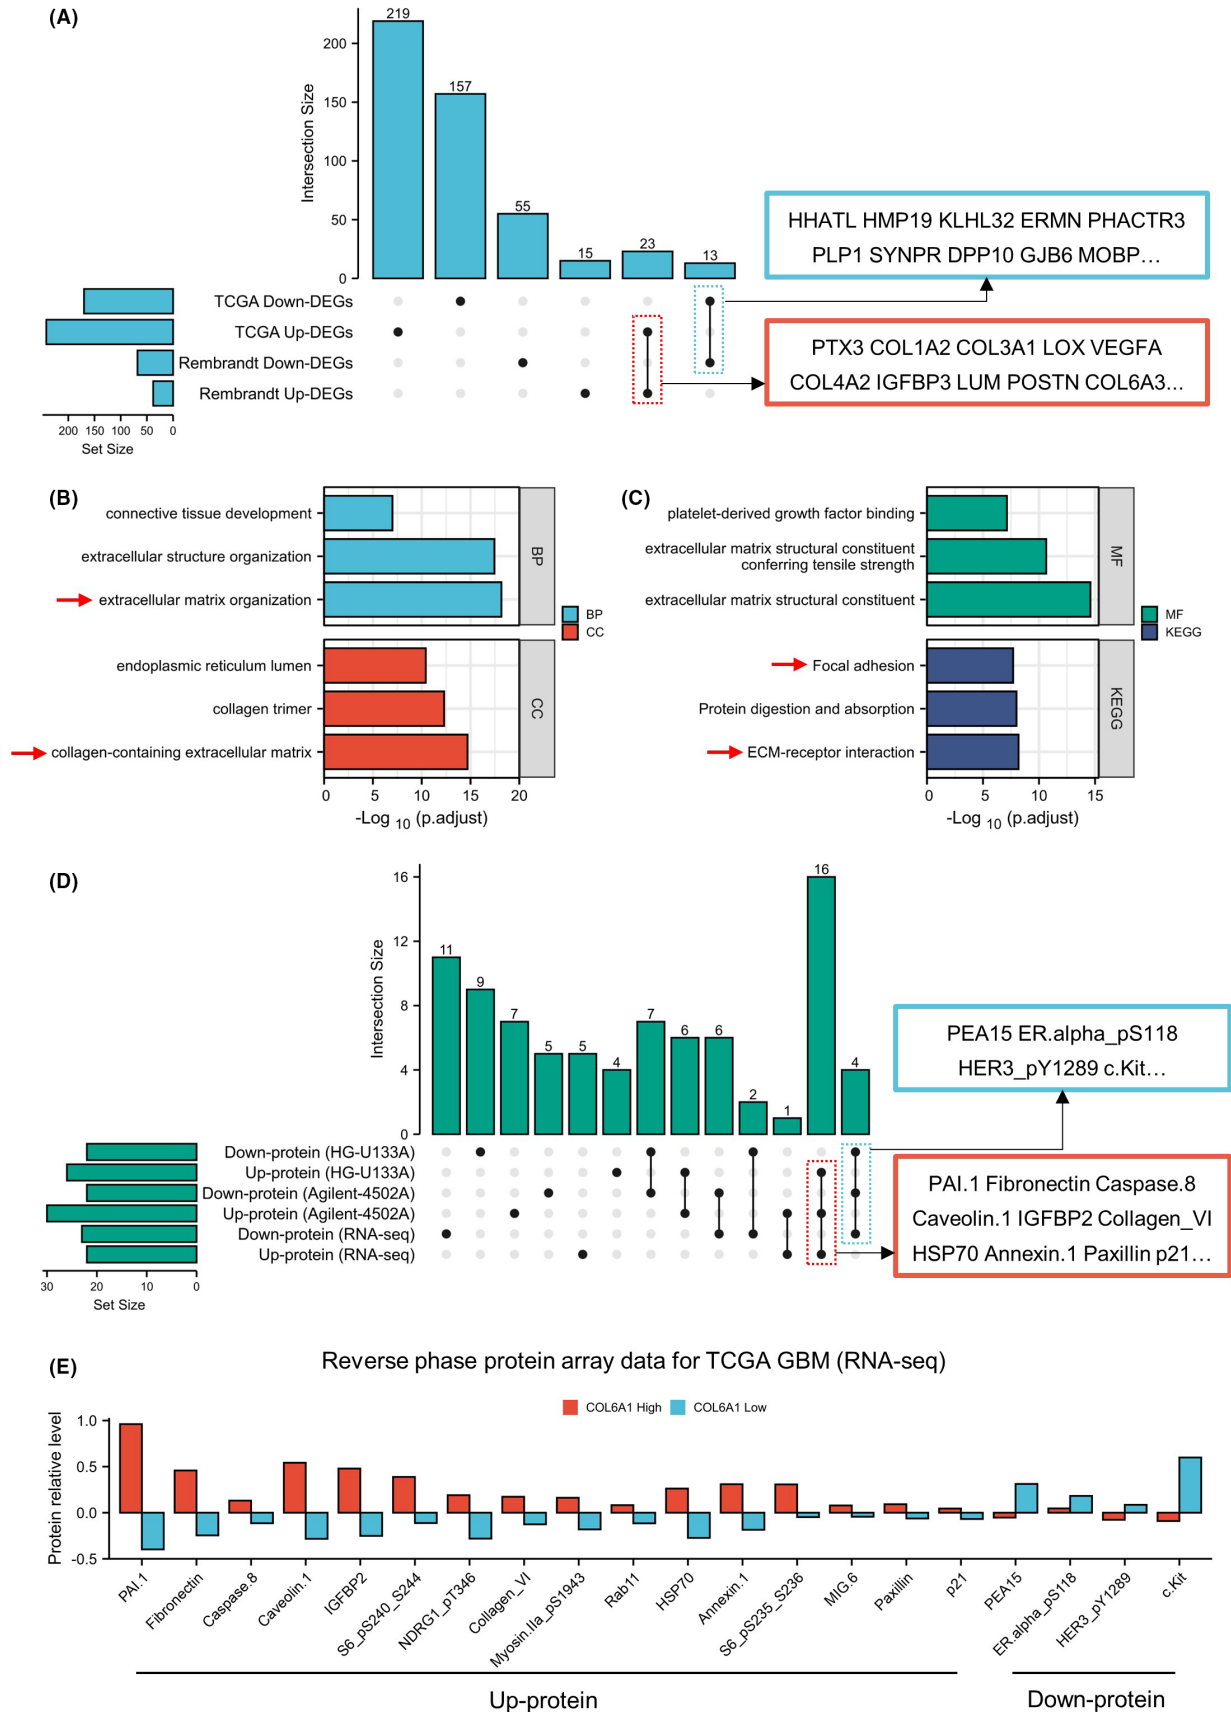 (A)
219
157
55
15
23
13
Intersection Size
200
150
100
50
0
TCGA Down-DEGs
TCGA Up-DEGs
Rembrandt Down-DEGs
Rembrandt Up-DEGs
200 150 100 50 0
Set Size
HHATL HMP19 KLHL32 ERMN PHACTR3
PLP1 SYNPR DPP10 GJB6 MOBP...
PTX3 COL1A2 COL3A1 LOX VEGFA
COL4A2 IGFBP3 LUM POSTN COL6A3...
(B)
connective tissue development
extracellular structure organization
extracellular matrix organization
BP
endoplasmic reticulum lumen
collagen trimer
collagen-containing extracellular matrix
CC
BP
CC
0 5 10 15 20
-Log 10 (p.adjust)
(C)
platelet-derived growth factor binding
extracellular matrix structural constituent
conferring tensile strength
extracellular matrix structural constituent
MF
Focal adhesion
Protein digestion and absorption
ECM-receptor interaction
KEGG
MF
KEGG
0 5 10 15
-Log 10 (p.adjust)
(D)
16
12
8
4
0
Intersection Size
11
9
7
5
5
4
7
6
6
2
1
16
4
Down-protein (HG-U133A)
Up-protein (HG-U133A)
Down-protein (Agilent-4502A)
Up-protein (Agilent-4502A)
Down-protein (RNA-seq)
Up-protein (RNA-seq)
30 20 10 0
Set Size
PEA15 ER.alpha_pS118
HER3_pY1289 c.Kit...
PAI.1 Fibronectin Caspase.8
Caveolin.1 IGFBP2 Collagen_VI
HSP70 Annexin.1 Paxillin p21...
(E)
Reverse phase protein array data for TCGA GBM (RNA-seq)
COL6A1 High COL6A1 Low
Protein relative level
1.0
0.5
0.0
-0.5
PAI.1
Fibronectin
Caspase.8
Caveolin.1
IGFBP2
S6_pS240_S244
NDRG1_pT346
Collagen_VI
Myosin.IIa_pS1943
Rab11
HSP70
Annexin.1
S6_pS235_S236
MIG.6
Paxillin
p21
PEA15
ER.alpha_pS118
HER3_pY1289
c.Kit
Up-protein
Down-protein